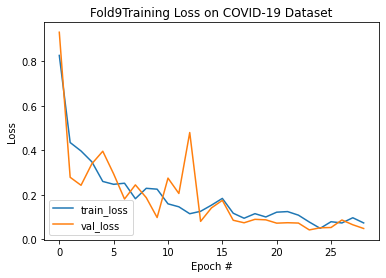 Fold9Training Loss on COVID-19 Dataset
Loss
0.8
0.6
0.4
0.2
0.0
train_loss
val_loss
0 5 10 15 20 25
Epoch #